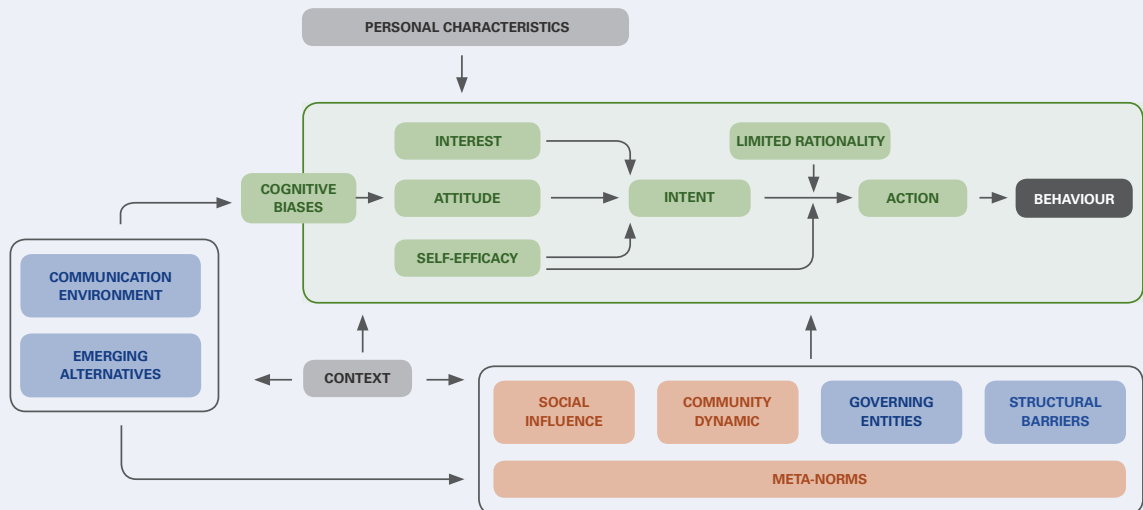 PERSONAL CHARACTERISTICS
INTEREST
LIMITED RATIONALITY
COGNITIVE
BIASES
ATTITUDE
INTENT
ACTION
BEHAVIOUR
SELF-EFFICACY
COMMUNICATION
ENVIRONMENT
EMERGING
ALTERNATIVES
CONTEXT
SOCIAL
INFLUENCE
COMMUNITY
DYNAMIC
GOVERNING
ENTITIES
STRUCTURAL
BARRIERS
META-NORMS